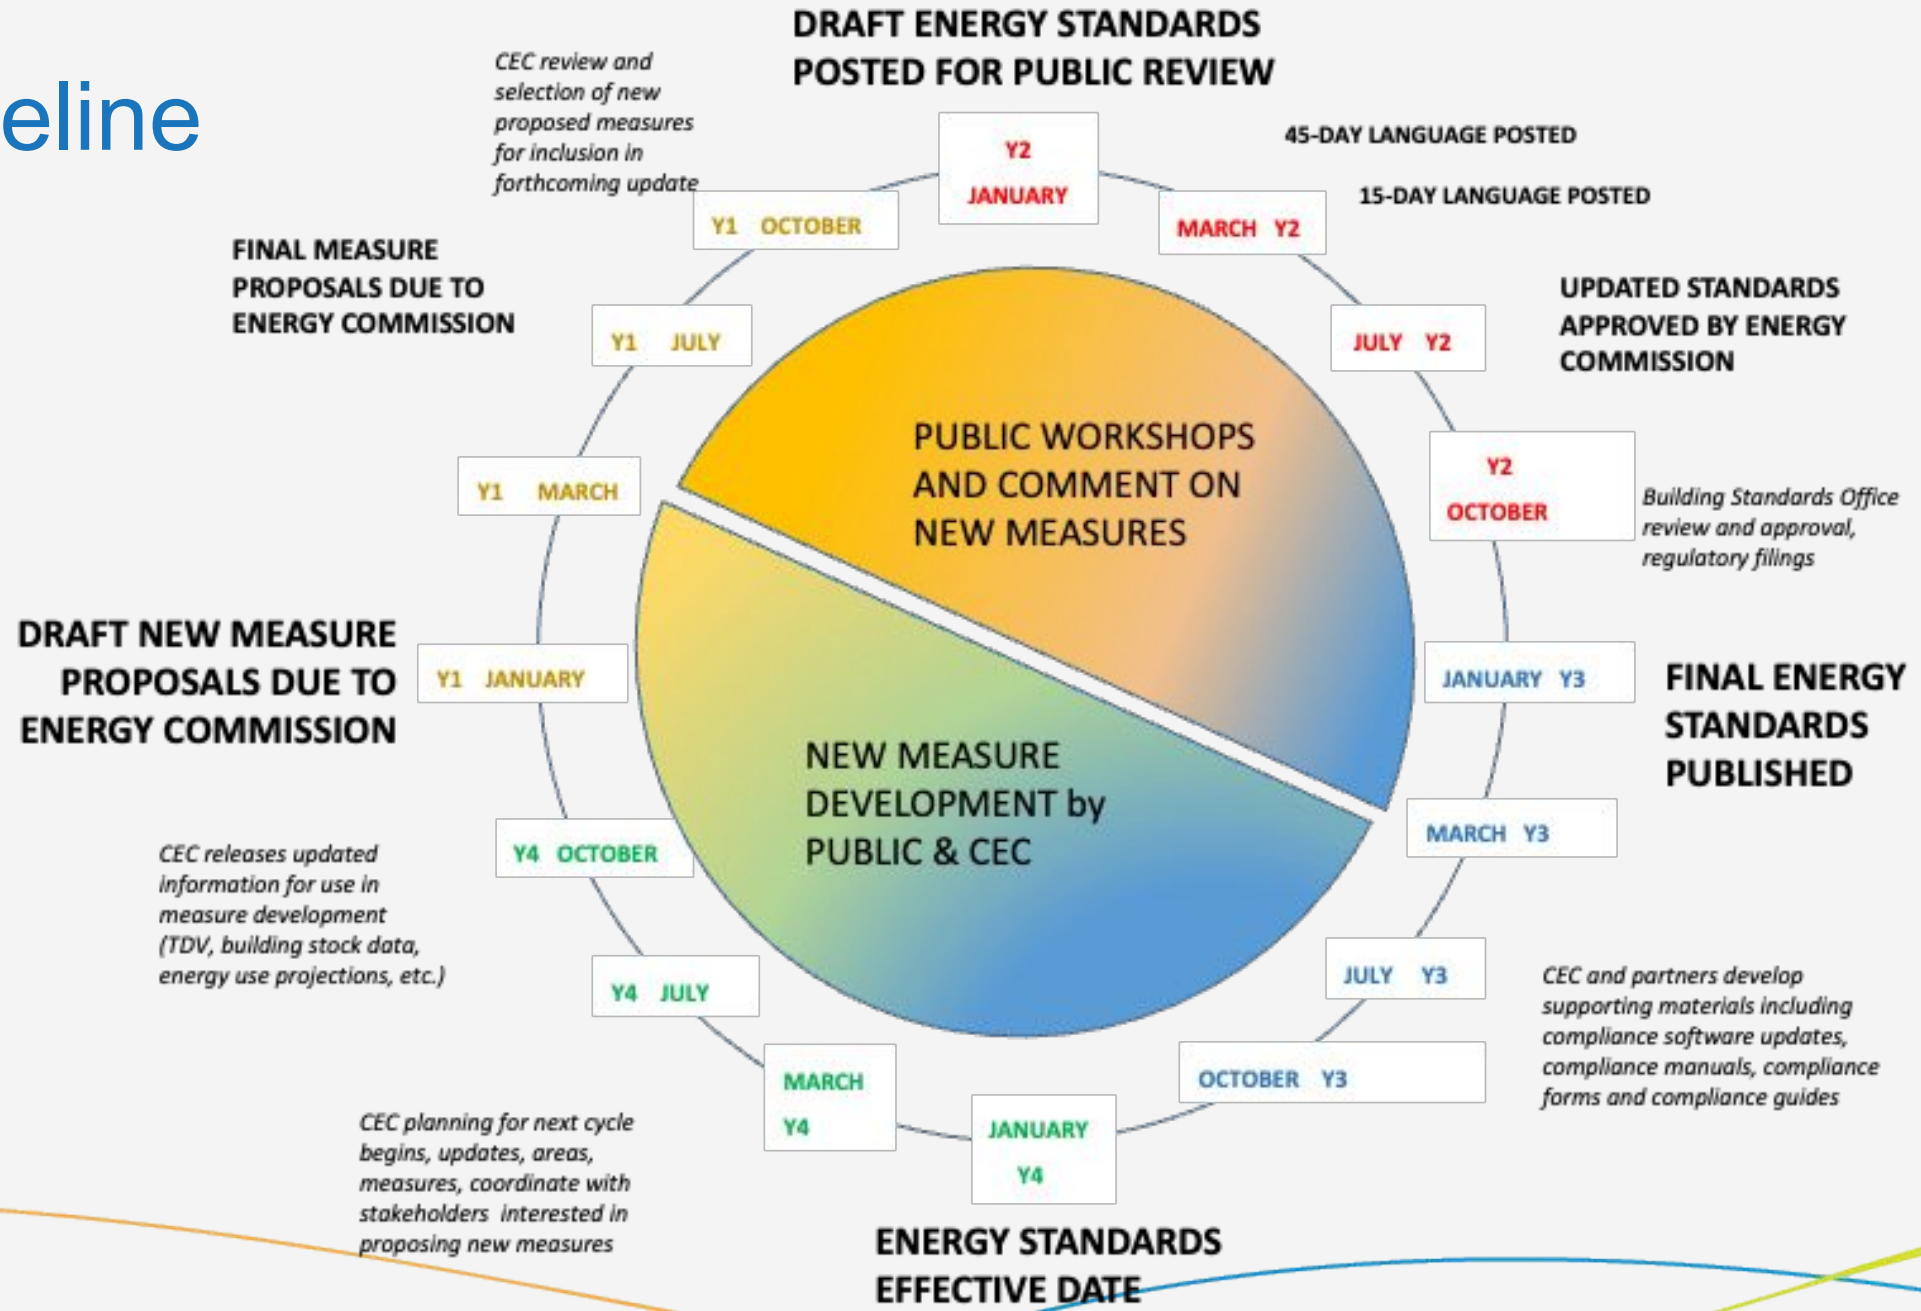 eline
DRAFT ENERGY STANDARDS
POSTED FOR PUBLIC REVIEW
CEC review and
selection of new
proposed measures
for inclusion in
forthcoming update
Y2
JANUARY
45-DAY LANGUAGE POSTED
15-DAY LANGUAGE POSTED
Y1 OCTOBER
MARCH Y2
FINAL MEASURE
PROPOSALS DUE TO
ENERGY COMMISSION
Y1 JULY
JULY Y2
UPDATED STANDARDS
APPROVED BY ENERGY
COMMISSION
PUBLIC WORKSHOPS
AND COMMENT ON
NEW MEASURES
Y1 MARCH
Y2
OCTOBER
Building Standards Office
review and approval,
regulatory filings
DRAFT NEW MEASURE
PROPOSALS DUE TO
ENERGY COMMISSION
Y1 JANUARY
JANUARY Y3
FINAL ENERGY
STANDARDS
PUBLISHED
NEW MEASURE
DEVELOPMENT by
PUBLIC & CEC
MARCH Y3
Y4 OCTOBER
CEC releases updated
information for use in
measure development
(TDV, building stock data,
energy use projections, etc.)
Y4 JULY
JULY Y3
CEC and partners develop
supporting materials including
compliance software updates,
compliance manuals, compliance
forms and compliance guides
MARCH
Y4
OCTOBER Y3
JANUARY
Y4
CEC planning for next cycle
begins, updates, areas,
measures, coordinate with
stakeholders interested in
proposing new measures
ENERGY STANDARDS
EFFECTIVE DATE